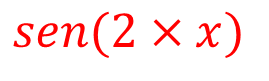 sen(2 × x)